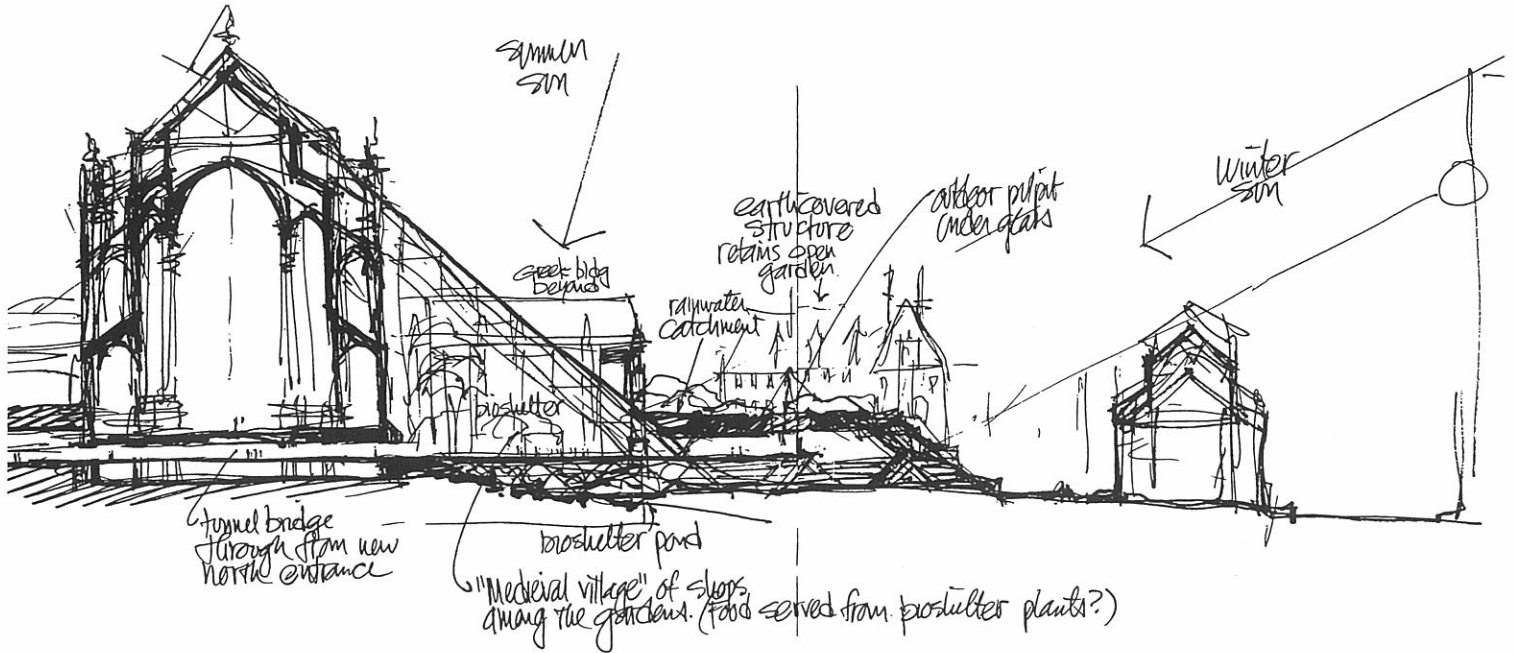 summer
sun
Greek bldg
beyond
rainwater
catchment
earth covered
structure
retains open
garden
outdoor pulpit
under glass
winter
sun
bioshelter
tunnel bridge
through from new
north entrance
bioshelter pond
"Medieval village" of shops
among the gardens. (Food served from bioshelter plants?)